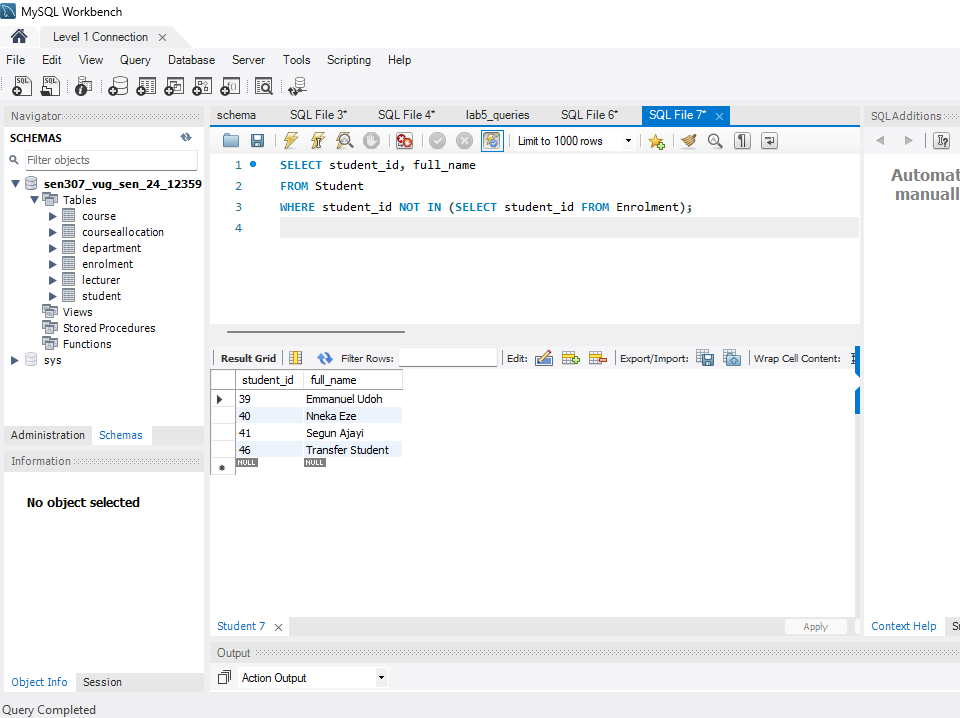 MySQL Workbench
Level 1 Connection
File Edit View Query Database Server Tools Scripting Help
Navigator
SCHEMAS
Filter objects
sen307_vug_sen_24_12359
Tables
course
courseallocation
department
enrolment
lecturer
student
Views
Stored Procedures
Functions
sys
Administration Schemas
Information
No object selected
Object Info Session
schema SQL File 3* SQL File 4* lab5_queries SQL File 6* SQL File 7*
Limit to 1000 rows
1 SELECT student_id, full_name
2 FROM Student
3 WHERE student_id NOT IN (SELECT student_id FROM Enrolment);
4
Result Grid Filter Rows: Edit: Export/Import: Wrap Cell Content:
student_id full_name
39 Emmanuel Udoh
40 Nneka Eze
41 Segun Ajayi
46 Transfer Student
NULL NULL
Student 7 Apply
Output
Action Output
SQLAdditions
Automat
manuall
Context Help
Query Completed